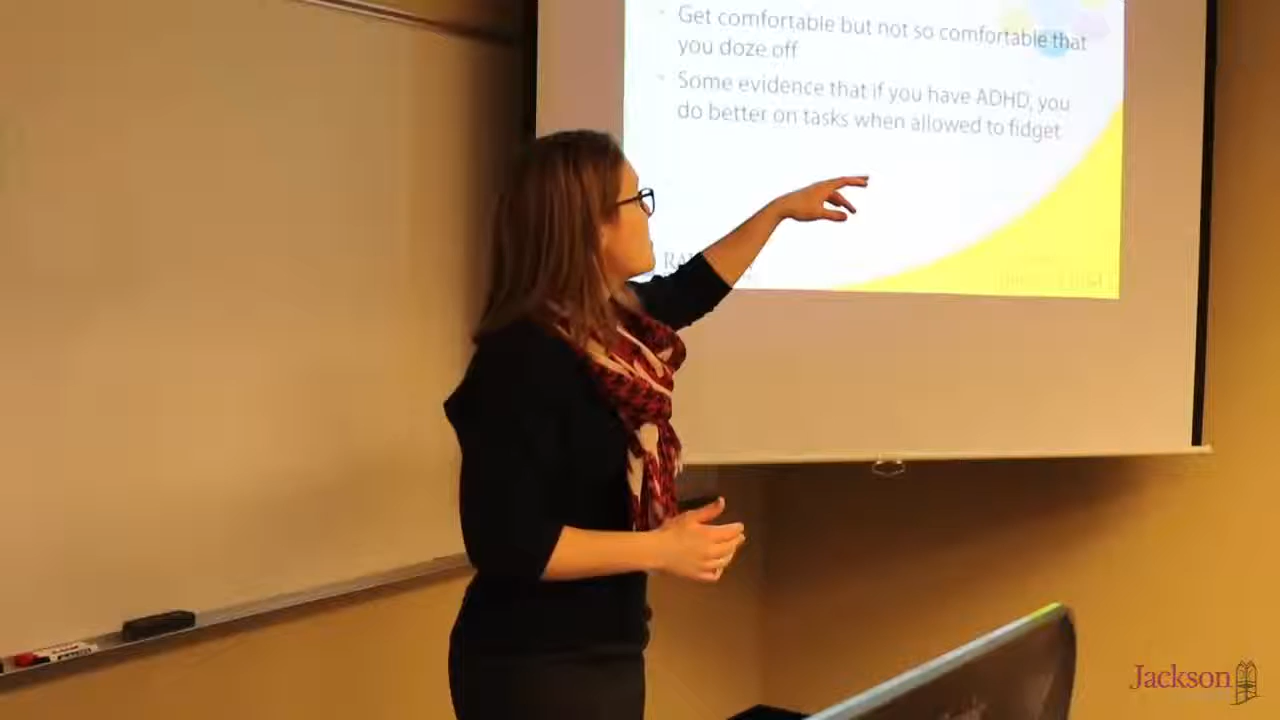 Get comfortable but not so comfortable that
you doze off
Some evidence that if you have ADHD, you
do better on tasks when allowed to fidget
Jackson